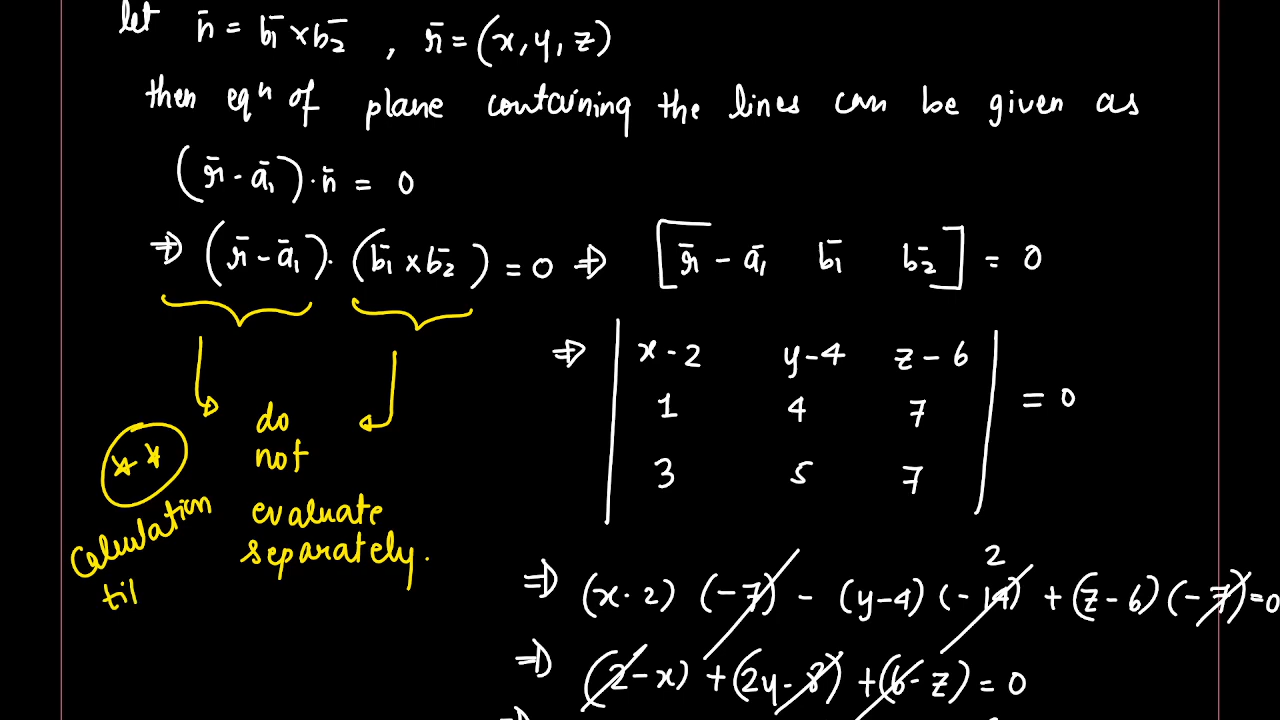 let n̄ = b̄₁ × b̄₂ , r̄ = (x, y, z)
then eqⁿ of plane containing the lines can be given as
(r̄ - ā₁) · n̄ = 0
⇒ (r̄ - ā₁) · (b̄₁ × b̄₂) = 0 ⇒ [r̄ - ā₁ b̄₁ b̄₂] = 0
⇒ | x - 2 y - 4 z - 6 |
| 1 4 7 | = 0
| 3 5 7 |
do
not
evaluate
separately.
**
Calculation
tip
⇒ (x - 2) (-7) - (y - 4) (-14) + (z - 6) (-7) = 0
2
⇒ (2 - x) + (2y - 8) + (6 - z) = 0